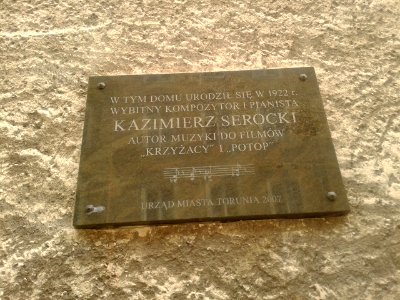 W TYM DOMU URODZIŁ SIĘ W 1922 r.
WYBITNY KOMPOZYTOR I PIANISTA
KAZIMIERZ SEROCKI
AUTOR MUZYKI DO FILMÓW
„KRZYŻACY” I „POTOP”
URZĄD MIASTA TORUNIA 2007